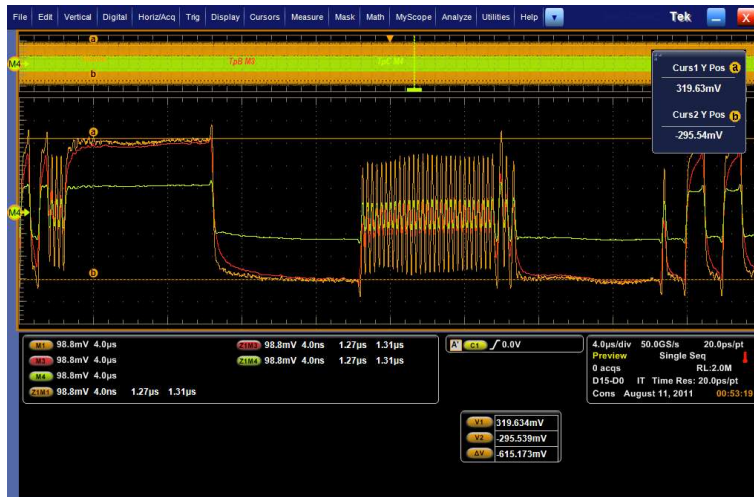 File Edit Vertical Digital Horiz/Acq Trig Display Cursors Measure Mask Math MyScope Analyze Utilities Help Tek X
a
M4
TpB M3 TpC M4
b
Curs1 Y Pos a
319.63mV
Curs2 Y Pos b
-295.54mV
a
M4
b
M1 98.8mV 4.0µs
M3 98.8mV 4.0µs
M4 98.8mV 4.0µs
Z1M1 98.8mV 4.0ns 1.27µs 1.31µs
Z1M3 98.8mV 4.0ns 1.27µs 1.31µs
Z1M4 98.8mV 4.0ns 1.27µs 1.31µs
A' C1 0.0V
4.0µs/div 50.0GS/s 20.0ps/pt
Preview Single Seq
0 acqs RL:2.0M
D15-D0 IT Time Res: 20.0ps/pt
Cons August 11, 2011 00:53:19
V1 319.634mV
V2 -295.539mV
ΔV -615.173mV